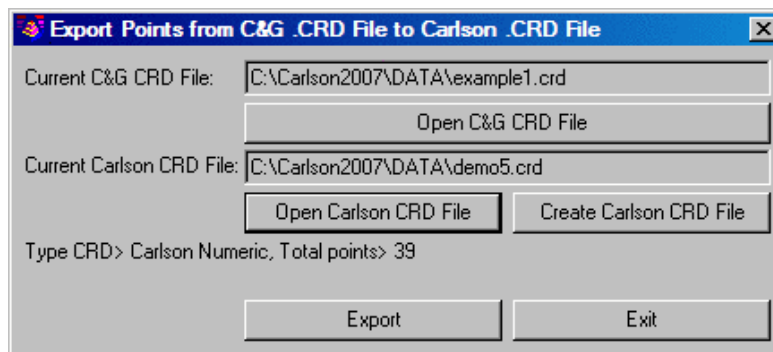 Export Points from C&G .CRD File to Carlson .CRD File
Current C&G CRD File: C:\Carlson2007\DATA\example1.crd
Open C&G CRD File
Current Carlson CRD File: C:\Carlson2007\DATA\demo5.crd
Open Carlson CRD File Create Carlson CRD File
Type CRD> Carlson Numeric, Total points> 39
Export Exit